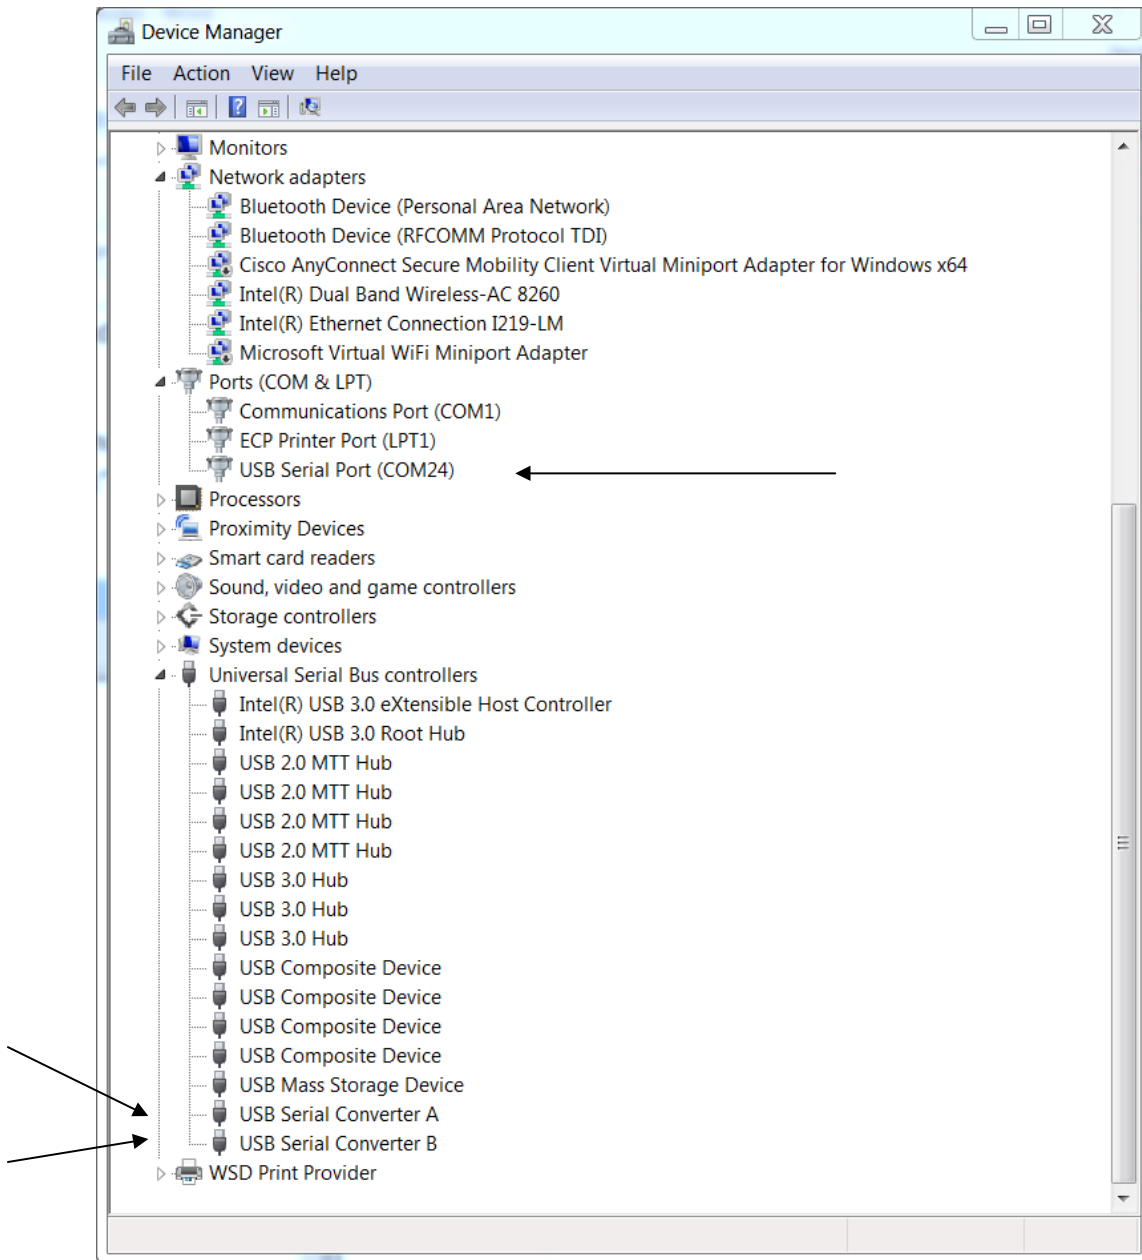 Device Manager
File Action View Help
Monitors
Network adapters
Bluetooth Device (Personal Area Network)
Bluetooth Device (RFCOMM Protocol TDI)
Cisco AnyConnect Secure Mobility Client Virtual Miniport Adapter for Windows x64
Intel(R) Dual Band Wireless-AC 8260
Intel(R) Ethernet Connection I219-LM
Microsoft Virtual WiFi Miniport Adapter
Ports (COM & LPT)
Communications Port (COM1)
ECP Printer Port (LPT1)
USB Serial Port (COM24)
Processors
Proximity Devices
Smart card readers
Sound, video and game controllers
Storage controllers
System devices
Universal Serial Bus controllers
Intel(R) USB 3.0 eXtensible Host Controller
Intel(R) USB 3.0 Root Hub
USB 2.0 MTT Hub
USB 2.0 MTT Hub
USB 2.0 MTT Hub
USB 2.0 MTT Hub
USB 3.0 Hub
USB 3.0 Hub
USB 3.0 Hub
USB Composite Device
USB Composite Device
USB Composite Device
USB Composite Device
USB Mass Storage Device
USB Serial Converter A
USB Serial Converter B
WSD Print Provider